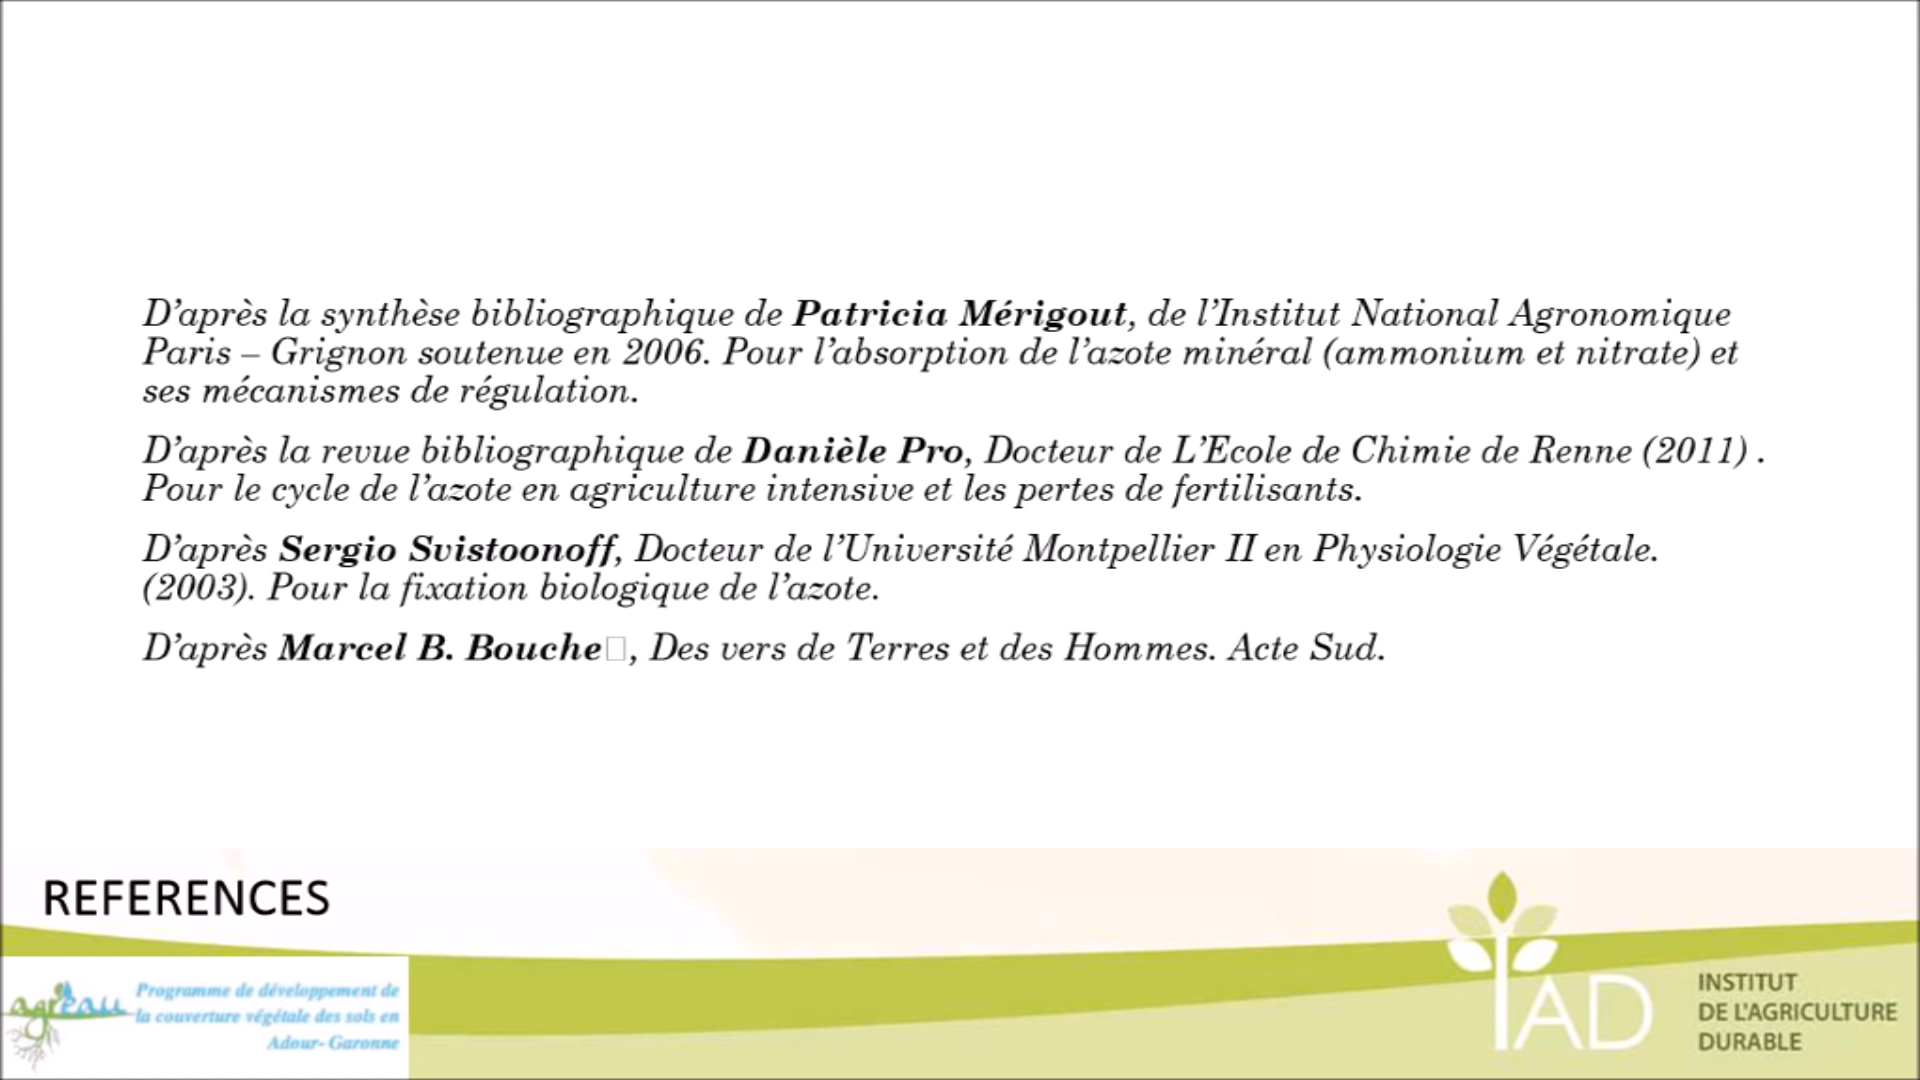 D’après la synthèse bibliographique de Patricia Mérigout, de l’Institut National Agronomique
Paris – Grignon soutenue en 2006. Pour l’absorption de l’azote minéral (ammonium et nitrate) et
ses mécanismes de régulation.
D’après la revue bibliographique de Danièle Pro, Docteur de L’Ecole de Chimie de Renne (2011) .
Pour le cycle de l’azote en agriculture intensive et les pertes de fertilisants.
D’après Sergio Svistoonoff, Docteur de l’Université Montpellier II en Physiologie Végétale.
(2003). Pour la fixation biologique de l’azote.
D’après Marcel B. Bouche□, Des vers de Terres et des Hommes. Acte Sud.
REFERENCES
agr'eau
Programme de développement de
la couverture végétale des sols en
Adour- Garonne
IAD
INSTITUT
DE L'AGRICULTURE
DURABLE